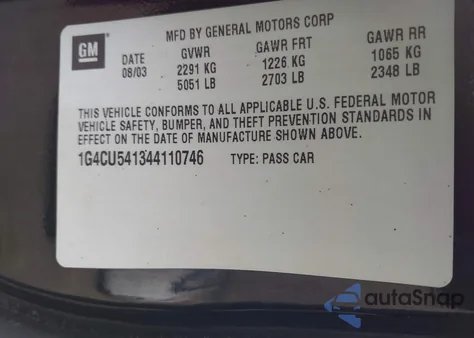 MFD BY GENERAL MOTORS CORP
GM
DATE GVWR GAWR FRT GAWR RR
08/03 2291 KG 1226 KG 1065 KG
5051 LB 2703 LB 2348 LB
THIS VEHICLE CONFORMS TO ALL APPLICABLE U.S. FEDERAL MOTOR
VEHICLE SAFETY, BUMPER, AND THEFT PREVENTION STANDARDS IN
EFFECT ON THE DATE OF MANUFACTURE SHOWN ABOVE.
1G4CU541344110746 TYPE: PASS CAR
autoSnap